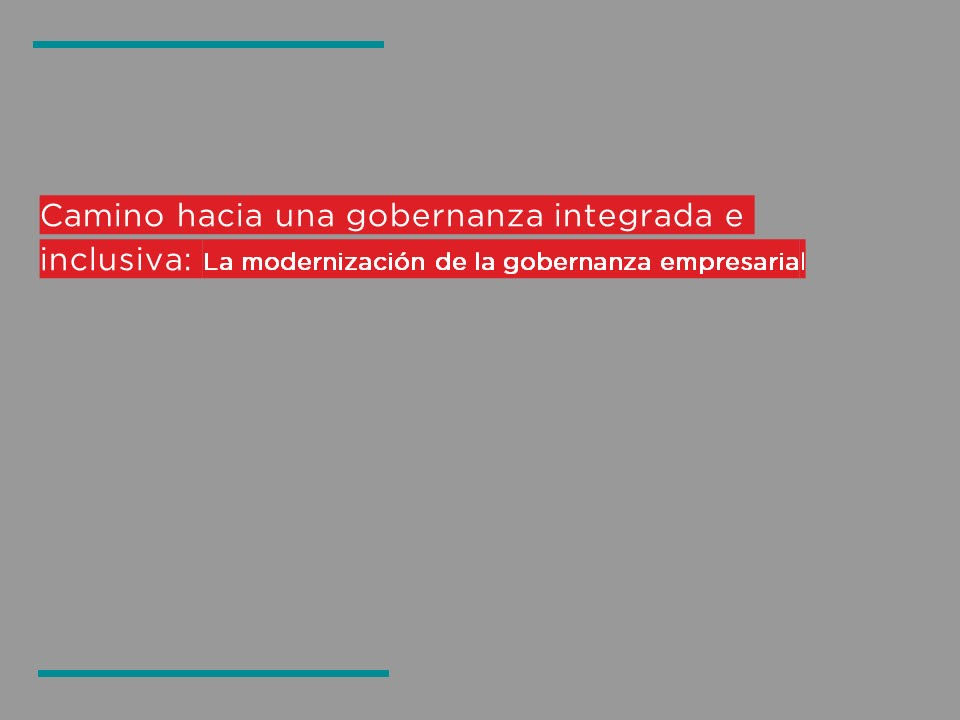 Camino hacia una gobernanza integrada e
inclusiva: La modernización de la gobernanza empresarial